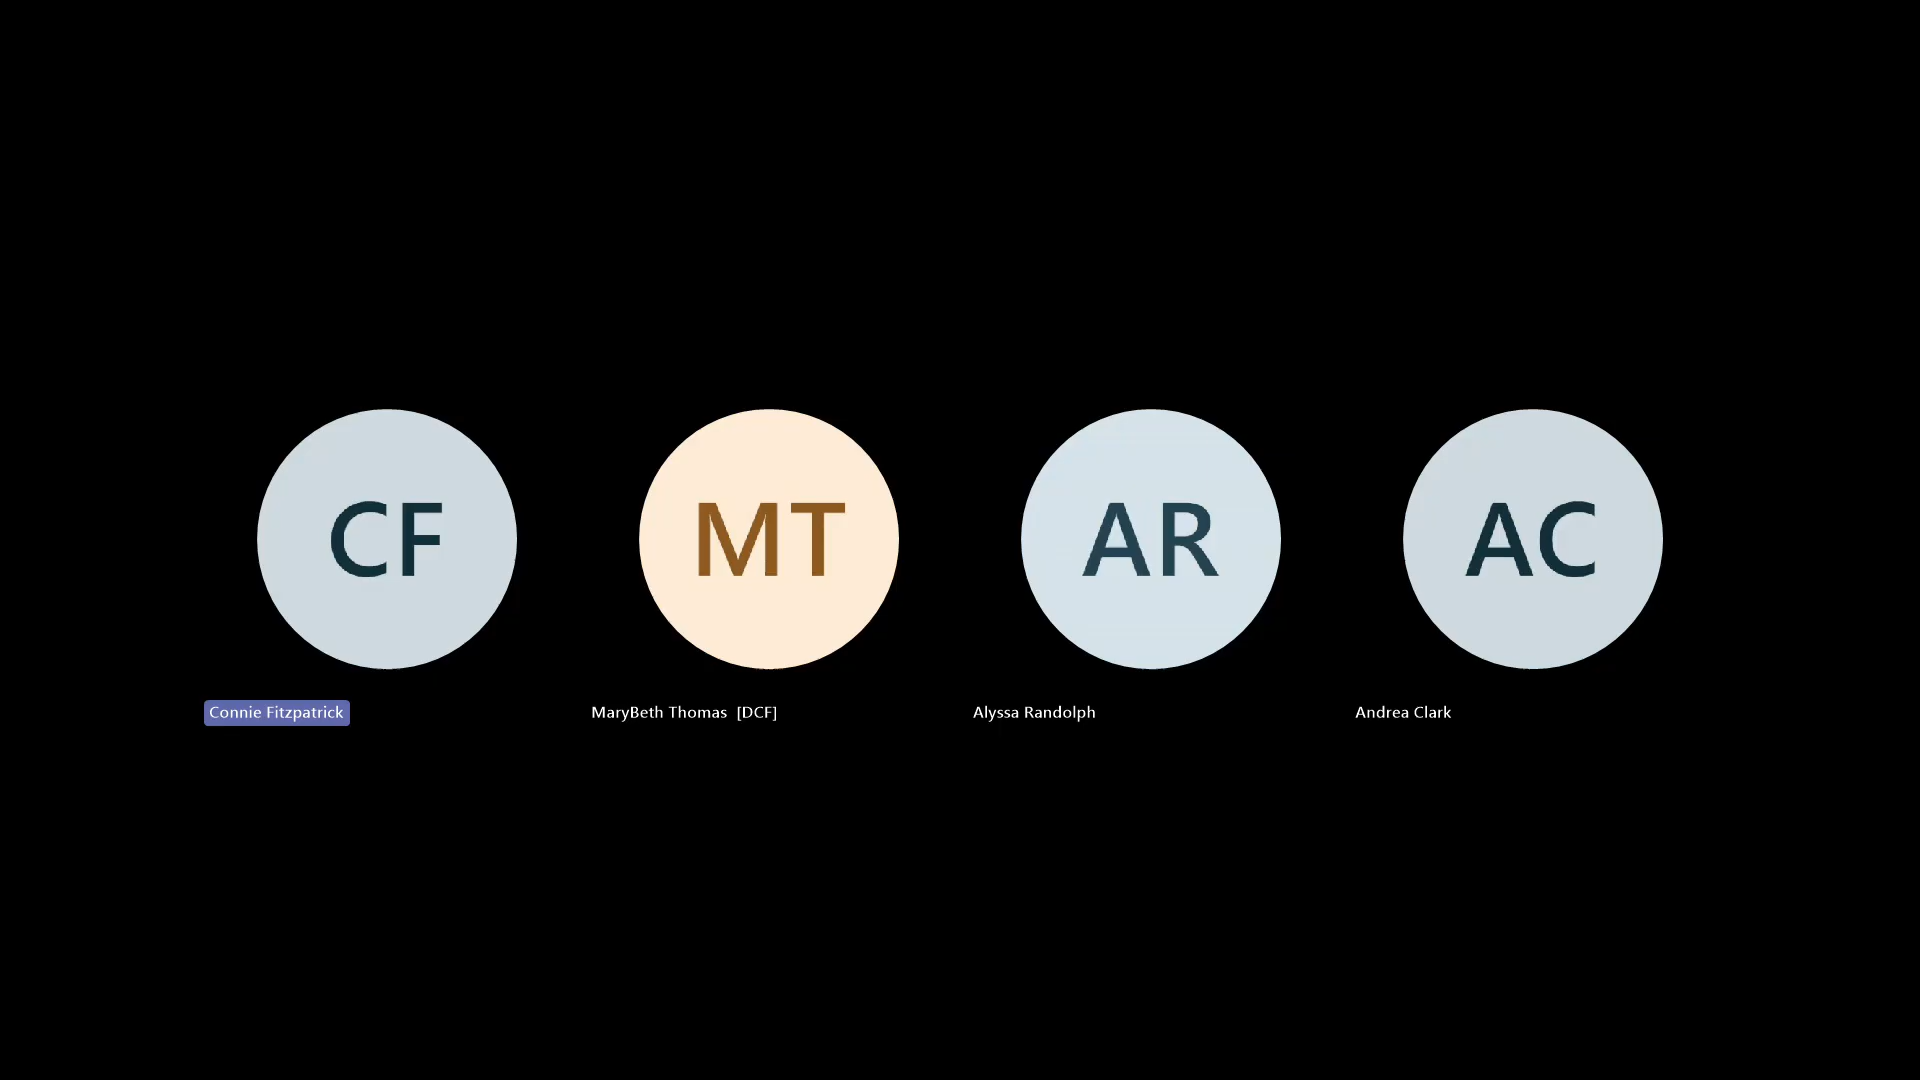 CF
MT
AR
AC
Connie Fitzpatrick
MaryBeth Thomas [DCF]
Alyssa Randolph
Andrea Clark